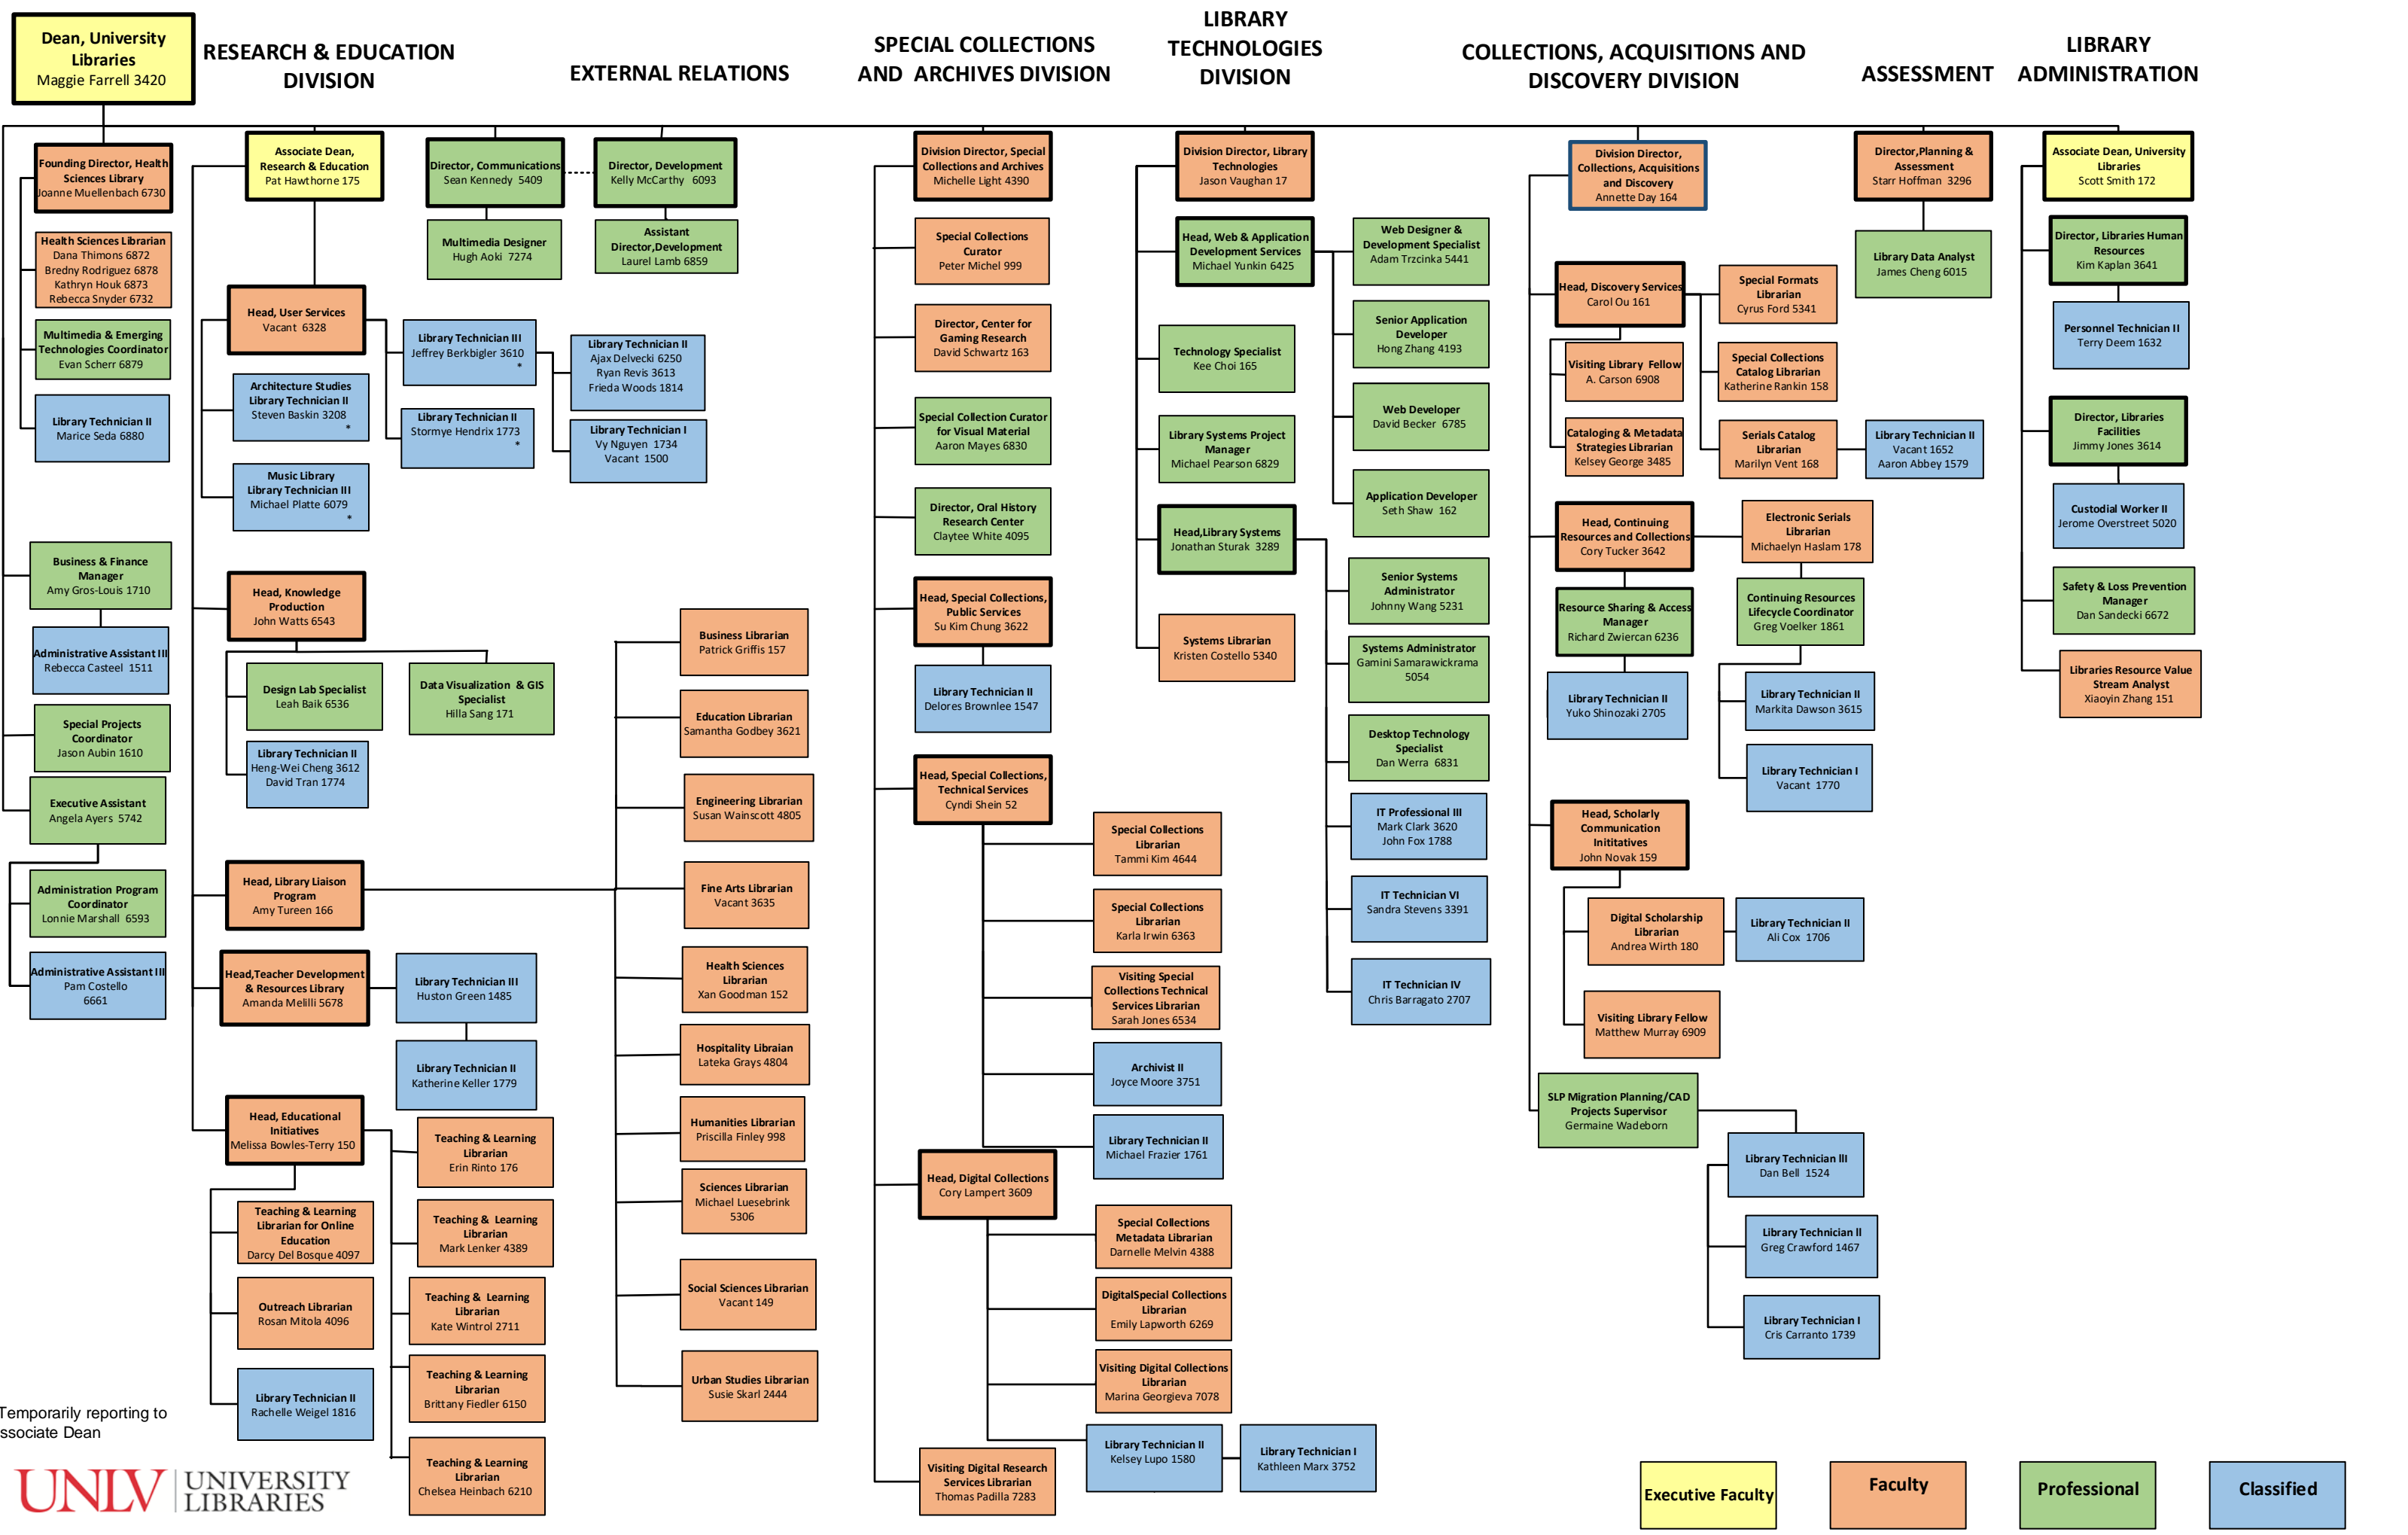 Dean, University
Libraries
Maggie Farrell 3420
RESEARCH & EDUCATION
DIVISION
EXTERNAL RELATIONS
SPECIAL COLLECTIONS
AND ARCHIVES DIVISION
LIBRARY
TECHNOLOGIES
DIVISION
COLLECTIONS, ACQUISITIONS AND
DISCOVERY DIVISION
ASSESSMENT
LIBRARY
ADMINISTRATION
Founding Director, Health
Sciences Library
Joanne Muellenbach 6730
Health Sciences Librarian
Dana Thimons 6872
Bredny Rodriguez 6878
Kathryn Houk 6873
Rebecca Snyder 6732
Multimedia & Emerging
Technologies Coordinator
Evan Scherr 6879
Library Technician II
Marice Seda 6880
Business & Finance
Manager
Amy Gros-Louis 1710
Administrative Assistant III
Rebecca Casteel 1511
Special Projects
Coordinator
Jason Aubin 1610
Executive Assistant
Angela Ayers 5742
Administration Program
Coordinator
Lonnie Marshall 6593
Administrative Assistant III
Pam Costello
6661
Associate Dean,
Research & Education
Pat Hawthorne 175
Head, User Services
Vacant 6328
Architecture Studies
Library Technician II
Steven Baskin 3208
*
Music Library
Library Technician III
Michael Platte 6079
*
Library Technician III
Jeffrey Berkbigler 3610
*
Library Technician II
Stormye Hendrix 1773
*
Library Technician II
Ajax Delvecki 6250
Ryan Revis 3613
Frieda Woods 1814
Library Technician I
Vy Nguyen 1734
Vacant 1500
Head, Knowledge
Production
John Watts 6543
Design Lab Specialist
Leah Baik 6536
Data Visualization & GIS
Specialist
Hilla Sang 171
Library Technician II
Heng-Wei Cheng 3612
David Tran 1774
Head, Library Liaison
Program
Amy Tureen 166
Business Librarian
Patrick Griffis 157
Education Librarian
Samantha Godbey 3621
Engineering Librarian
Susan Wainscott 4805
Fine Arts Librarian
Vacant 3635
Health Sciences
Librarian
Xan Goodman 152
Hospitality Libraian
Lateka Grays 4804
Humanities Librarian
Priscilla Finley 998
Sciences Librarian
Michael Luesebrink
5306
Social Sciences Librarian
Vacant 149
Urban Studies Librarian
Susie Skarl 2444
Head,Teacher Development
& Resources Library
Amanda Melilli 5678
Library Technician III
Huston Green 1485
Library Technician II
Katherine Keller 1779
Head, Educational
Initiatives
Melissa Bowles-Terry 150
Teaching & Learning
Librarian for Online
Education
Darcy Del Bosque 4097
Outreach Librarian
Rosan Mitola 4096
Library Technician II
Rachelle Weigel 1816
Teaching & Learning
Librarian
Erin Rinto 176
Teaching & Learning
Librarian
Mark Lenker 4389
Teaching & Learning
Librarian
Kate Wintrol 2711
Teaching & Learning
Librarian
Brittany Fiedler 6150
Teaching & Learning
Librarian
Chelsea Heinbach 6210
Director, Communications
Sean Kennedy 5409
Multimedia Designer
Hugh Aoki 7274
Director, Development
Kelly McCarthy 6093
Assistant
Director,Development
Laurel Lamb 6859
Division Director, Special
Collections and Archives
Michelle Light 4390
Special Collections
Curator
Peter Michel 999
Director, Center for
Gaming Research
David Schwartz 163
Special Collection Curator
for Visual Material
Aaron Mayes 6830
Director, Oral History
Research Center
Claytee White 4095
Head, Special Collections,
Public Services
Su Kim Chung 3622
Library Technician II
Delores Brownlee 1547
Head, Special Collections,
Technical Services
Cyndi Shein 52
Special Collections
Librarian
Tammi Kim 4644
Special Collections
Librarian
Karla Irwin 6363
Visiting Special
Collections Technical
Services Librarian
Sarah Jones 6534
Archivist II
Joyce Moore 3751
Library Technician II
Michael Frazier 1761
Head, Digital Collections
Cory Lampert 3609
Special Collections
Metadata Librarian
Darnelle Melvin 4388
DigitalSpecial Collections
Librarian
Emily Lapworth 6269
Visiting Digital Collections
Librarian
Marina Georgieva 7078
Library Technician II
Kelsey Lupo 1580
Library Technician I
Kathleen Marx 3752
Visiting Digital Research
Services Librarian
Thomas Padilla 7283
Division Director, Library
Technologies
Jason Vaughan 17
Head, Web & Application
Development Services
Michael Yunkin 6425
Web Designer &
Development Specialist
Adam Trzcinka 5441
Senior Application
Developer
Hong Zhang 4193
Web Developer
David Becker 6785
Application Developer
Seth Shaw 162
Technology Specialist
Kee Choi 165
Library Systems Project
Manager
Michael Pearson 6829
Head,Library Systems
Jonathan Sturak 3289
Systems Librarian
Kristen Costello 5340
Senior Systems
Administrator
Johnny Wang 5231
Systems Administrator
Gamini Samarawickrama
5054
Desktop Technology
Specialist
Dan Werra 6831
IT Professional III
Mark Clark 3620
John Fox 1788
IT Technician VI
Sandra Stevens 3391
IT Technician IV
Chris Barragato 2707
Division Director,
Collections, Acquisitions
and Discovery
Annette Day 164
Head, Discovery Services
Carol Ou 161
Visiting Library Fellow
A. Carson 6908
Cataloging & Metadata
Strategies Librarian
Kelsey George 3485
Special Formats
Librarian
Cyrus Ford 5341
Special Collections
Catalog Librarian
Katherine Rankin 158
Serials Catalog
Librarian
Marilyn Vent 168
Library Technician II
Vacant 1652
Aaron Abbey 1579
Head, Continuing
Resources and Collections
Cory Tucker 3642
Electronic Serials
Librarian
Michaelyn Haslam 178
Resource Sharing & Access
Manager
Richard Zwiercan 6236
Continuing Resources
Lifecycle Coordinator
Greg Voelker 1861
Library Technician II
Yuko Shinozaki 2705
Library Technician II
Markita Dawson 3615
Library Technician I
Vacant 1770
Head, Scholarly
Communication
Inititatives
John Novak 159
Digital Scholarship
Librarian
Andrea Wirth 180
Library Technician II
Ali Cox 1706
Visiting Library Fellow
Matthew Murray 6909
SLP Migration Planning/CAD
Projects Supervisor
Germaine Wadeborn
Library Technician lll
Dan Bell 1524
Library Technician ll
Greg Crawford 1467
Library Technician I
Cris Carranto 1739
Director,Planning &
Assessment
Starr Hoffman 3296
Library Data Analyst
James Cheng 6015
Associate Dean, University
Libraries
Scott Smith 172
Director, Libraries Human
Resources
Kim Kaplan 3641
Personnel Technician II
Terry Deem 1632
Director, Libraries
Facilities
Jimmy Jones 3614
Custodial Worker II
Jerome Overstreet 5020
Safety & Loss Prevention
Manager
Dan Sandecki 6672
Libraries Resource Value
Stream Analyst
Xiaoyin Zhang 151
Temporarily reporting to
ssociate Dean
UNLV UNIVERSITY
LIBRARIES
Executive Faculty
Faculty
Professional
Classified